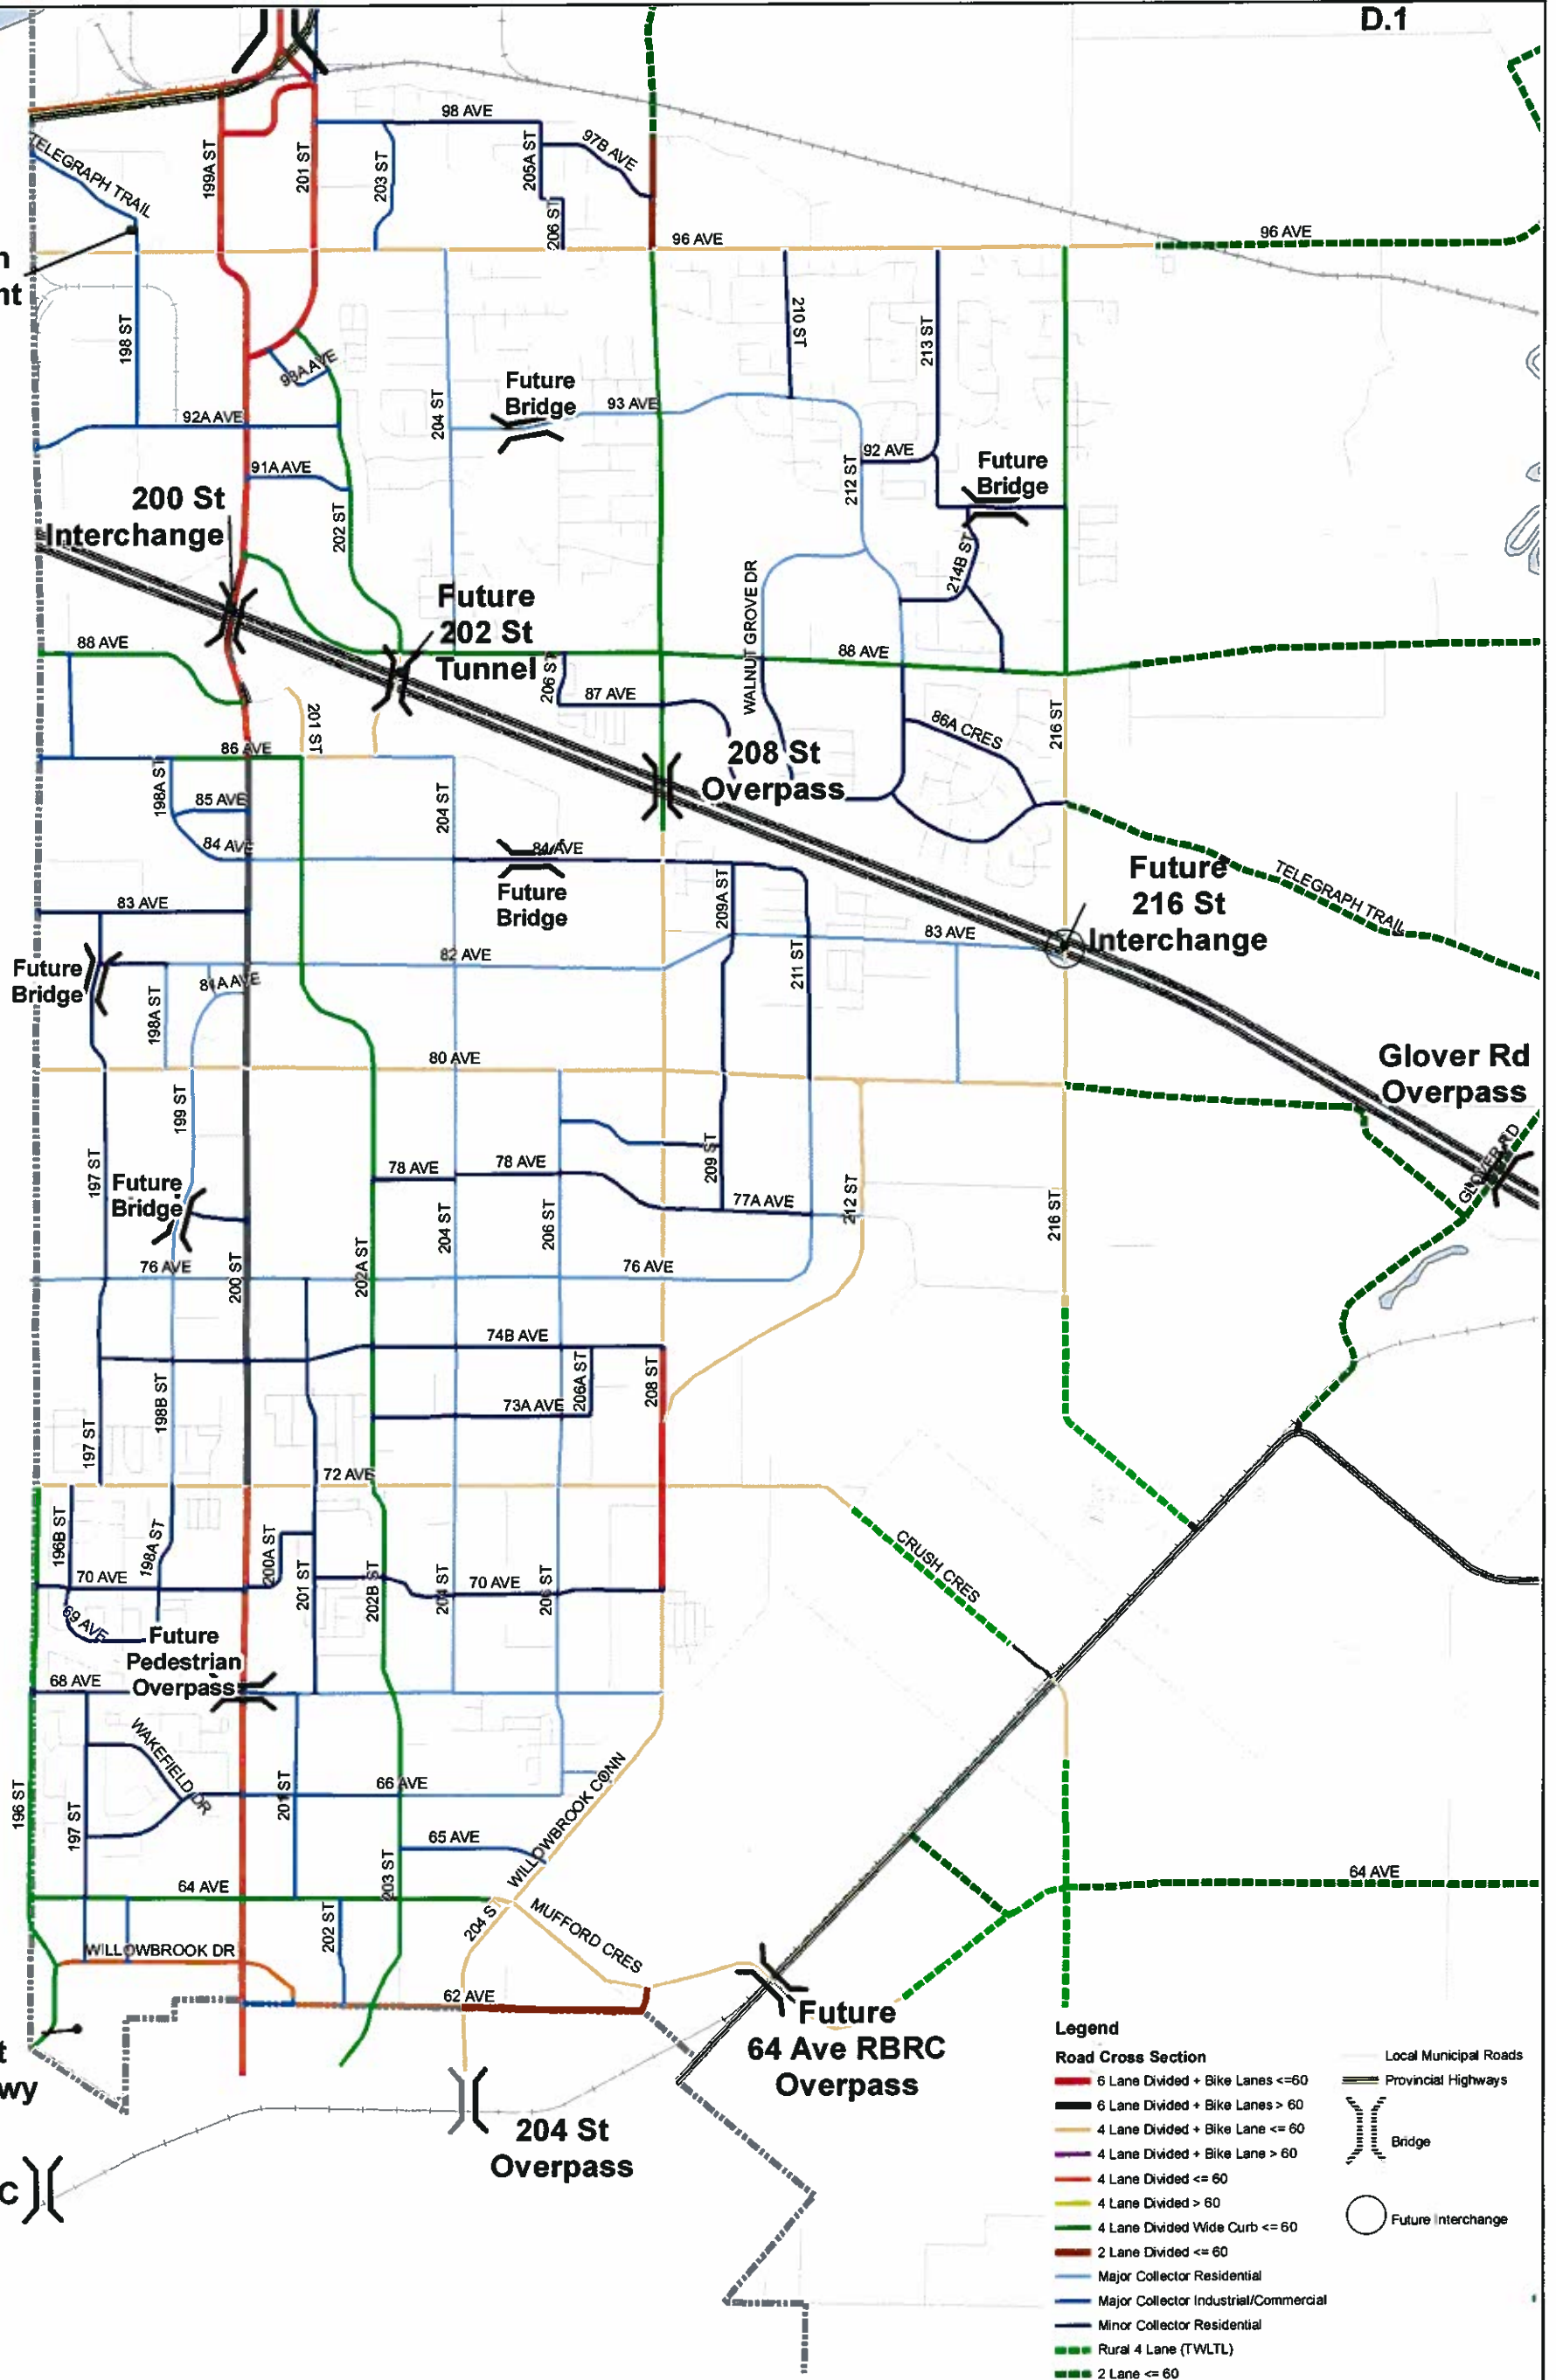 D.1
98 AVE
97B AVE
TELEGRAPH TRAIL
199A ST
201 ST
203 ST
205A ST
206 ST
96 AVE
96 AVE
n
nt
198 ST
210 ST
213 ST
93A AVE
Future
Bridge
93 AVE
204 ST
92A AVE
92 AVE
91A AVE
212 ST
Future
Bridge
200 St
Interchange
202 ST
214B ST
WALNUT GROVE DR
Future
202 St
Tunnel
88 AVE
88 AVE
206 ST
87 AVE
201 ST
86A CRES
216 ST
86 AVE
208 St
Overpass
198A ST
85 AVE
204 ST
84 AVE
84 AVE
Future
Bridge
Future
216 St
Interchange
TELEGRAPH TRAIL
209A ST
83 AVE
83 AVE
82 AVE
211 ST
Future
Bridge
81A AVE
198A ST
80 AVE
Glover Rd
Overpass
199 ST
GLOVER RD
197 ST
78 AVE
78 AVE
209 ST
Future
Bridge
77A AVE
212 ST
216 ST
204 ST
206 ST
76 AVE
76 AVE
200 ST
202A ST
74B AVE
206A ST
208 ST
73A AVE
198B ST
197 ST
72 AVE
196B ST
198A ST
200A ST
CRUSH CRES
70 AVE
201 ST
202B ST
204 ST
70 AVE
206 ST
69 AVE
Future
Pedestrian
Overpass
68 AVE
WAKEFIELD DR
196 ST
197 ST
201 ST
66 AVE
WILLOWBROOK CONN
65 AVE
203 ST
64 AVE
64 AVE
202 ST
204 ST
MUFFORD CRES
WILLOWBROOK DR
62 AVE
Future
64 Ave RBRC
Overpass
t
wy
204 St
Overpass
C
Legend
Road Cross Section
6 Lane Divided + Bike Lanes <=60
6 Lane Divided + Bike Lanes > 60
4 Lane Divided + Bike Lane <= 60
4 Lane Divided + Bike Lane > 60
4 Lane Divided <= 60
4 Lane Divided > 60
4 Lane Divided Wide Curb <= 60
2 Lane Divided <= 60
Major Collector Residential
Major Collector Industrial/Commercial
Minor Collector Residential
Rural 4 Lane (TWLTL)
2 Lane <= 60
Local Municipal Roads
Provincial Highways
Bridge
Future Interchange